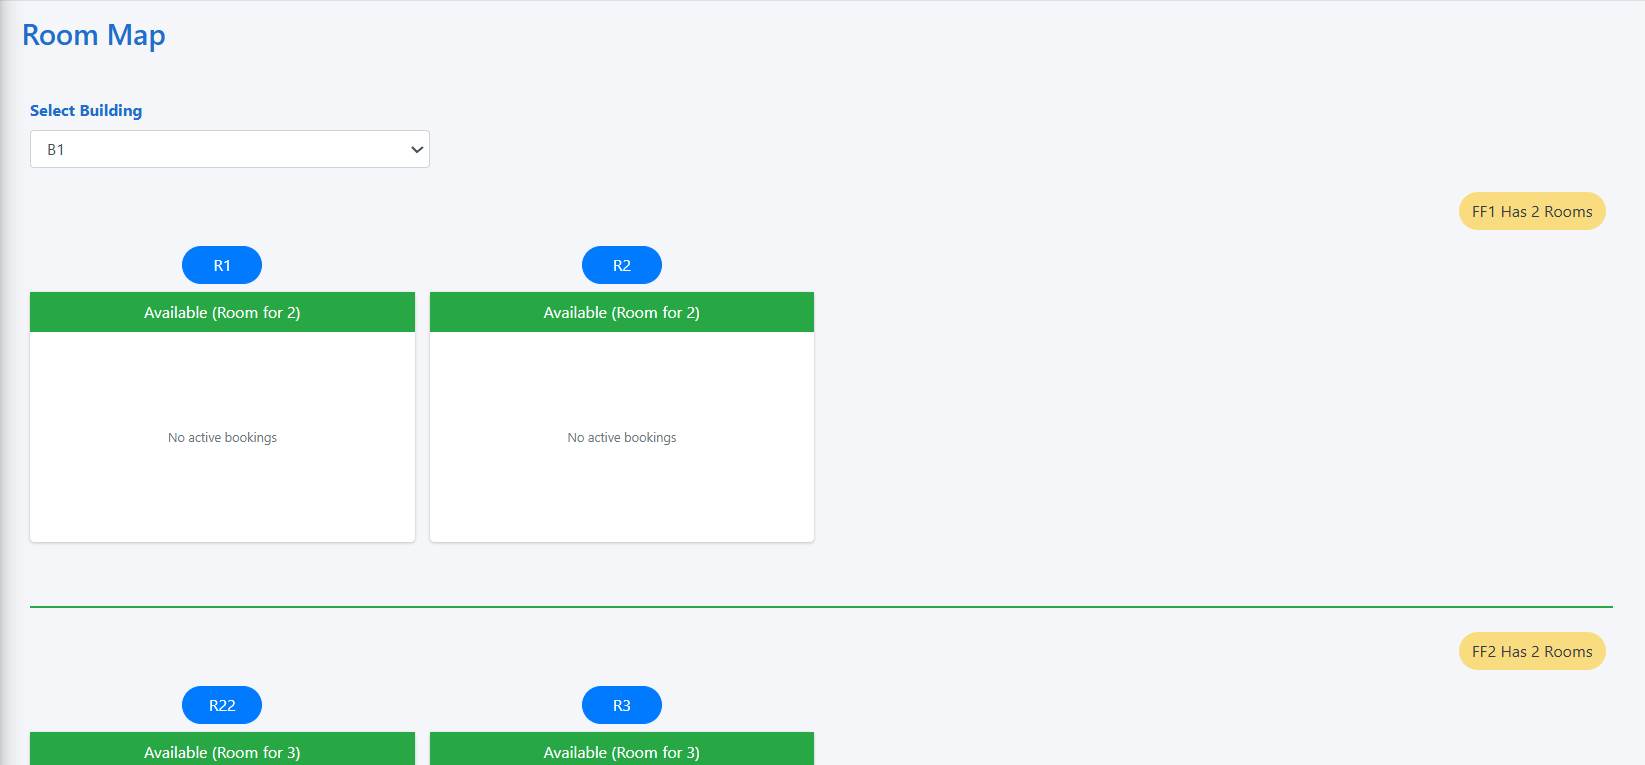 Room Map
Select Building
B1
FF1 Has 2 Rooms
R1
R2
Available (Room for 2)
Available (Room for 2)
No active bookings
No active bookings
FF2 Has 2 Rooms
R22
R3
Available (Room for 3)
Available (Room for 3)